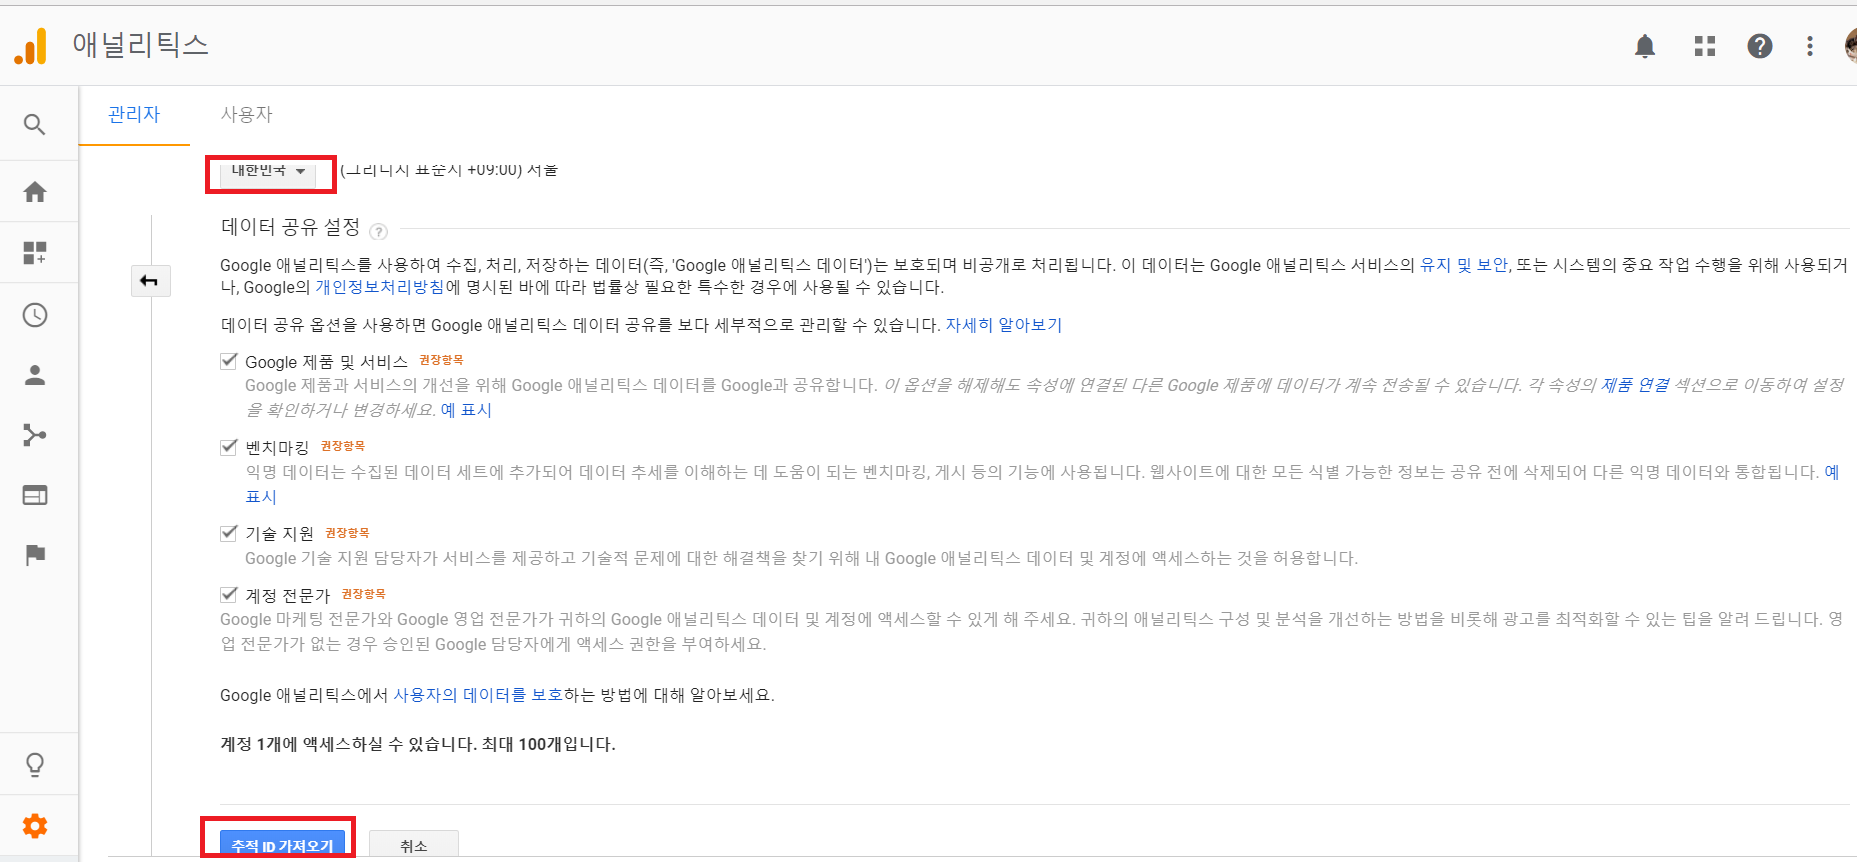 애널리틱스
관리자 사용자
대한민국 (그리니치 표준시 +09:00) 서울
데이터 공유 설정 ?
Google 애널리틱스를 사용하여 수집, 처리, 저장하는 데이터(즉, 'Google 애널리틱스 데이터')는 보호되며 비공개로 처리됩니다. 이 데이터는 Google 애널리틱스 서비스의 유지 및 보안, 또는 시스템의 중요 작업 수행을 위해 사용되거
나, Google의 개인정보처리방침에 명시된 바에 따라 법률상 필요한 특수한 경우에 사용될 수 있습니다.
데이터 공유 옵션을 사용하면 Google 애널리틱스 데이터 공유를 보다 세부적으로 관리할 수 있습니다. 자세히 알아보기
Google 제품 및 서비스 권장항목
Google 제품과 서비스의 개선을 위해 Google 애널리틱스 데이터를 Google과 공유합니다. 이 옵션을 해제해도 속성에 연결된 다른 Google 제품에 데이터가 계속 전송될 수 있습니다. 각 속성의 제품 연결 섹션으로 이동하여 설정
을 확인하거나 변경하세요. 예 표시
벤치마킹 권장항목
익명 데이터는 수집된 데이터 세트에 추가되어 데이터 추세를 이해하는 데 도움이 되는 벤치마킹, 게시 등의 기능에 사용됩니다. 웹사이트에 대한 모든 식별 가능한 정보는 공유 전에 삭제되어 다른 익명 데이터와 통합됩니다. 예
표시
기술 지원 권장항목
Google 기술 지원 담당자가 서비스를 제공하고 기술적 문제에 대한 해결책을 찾기 위해 내 Google 애널리틱스 데이터 및 계정에 액세스하는 것을 허용합니다.
계정 전문가 권장항목
Google 마케팅 전문가와 Google 영업 전문가가 귀하의 Google 애널리틱스 데이터 및 계정에 액세스할 수 있게 해 주세요. 귀하의 애널리틱스 구성 및 분석을 개선하는 방법을 비롯해 광고를 최적화할 수 있는 팁을 알려 드립니다. 영
업 전문가가 없는 경우 승인된 Google 담당자에게 액세스 권한을 부여하세요.
Google 애널리틱스에서 사용자의 데이터를 보호하는 방법에 대해 알아보세요.
계정 1개에 액세스하실 수 있습니다. 최대 100개입니다.
추적 ID 가져오기 취소